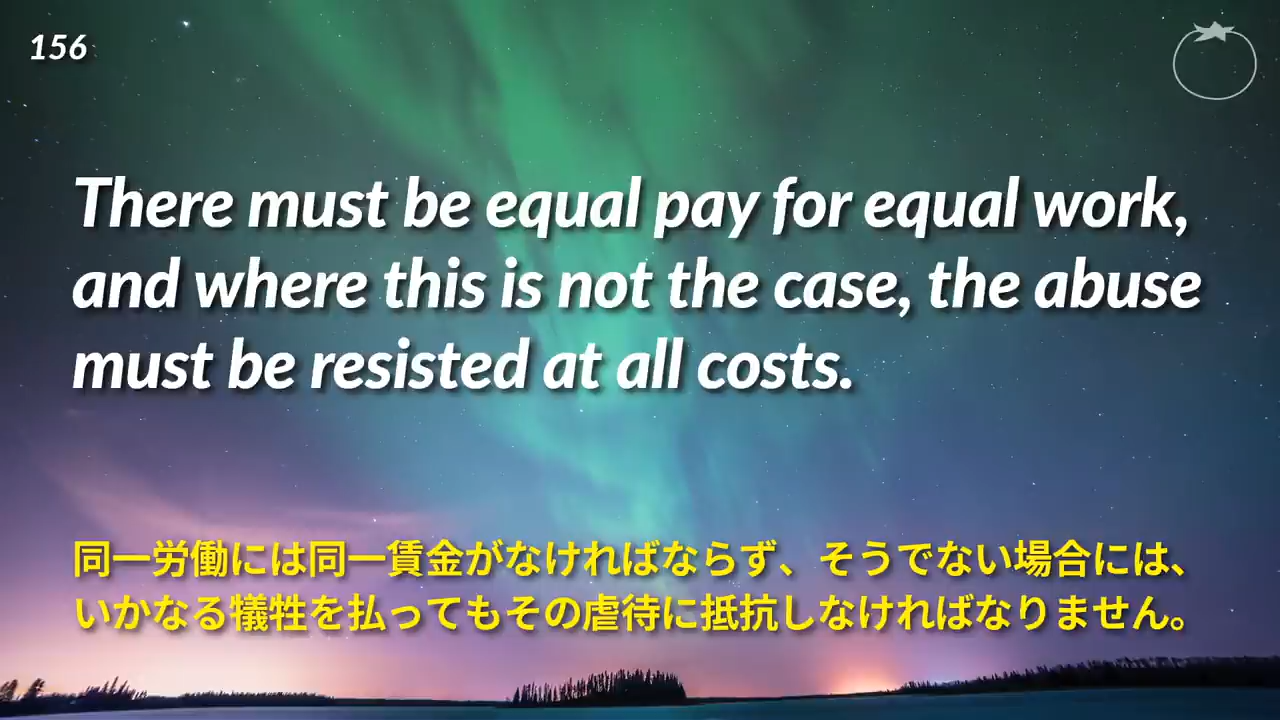 156
There must be equal pay for equal work,
and where this is not the case, the abuse
must be resisted at all costs.
同一労働には同一賃金がなければならず、そうでない場合には、
いかなる犠牲を払ってもその虐待に抵抗しなければなりません。